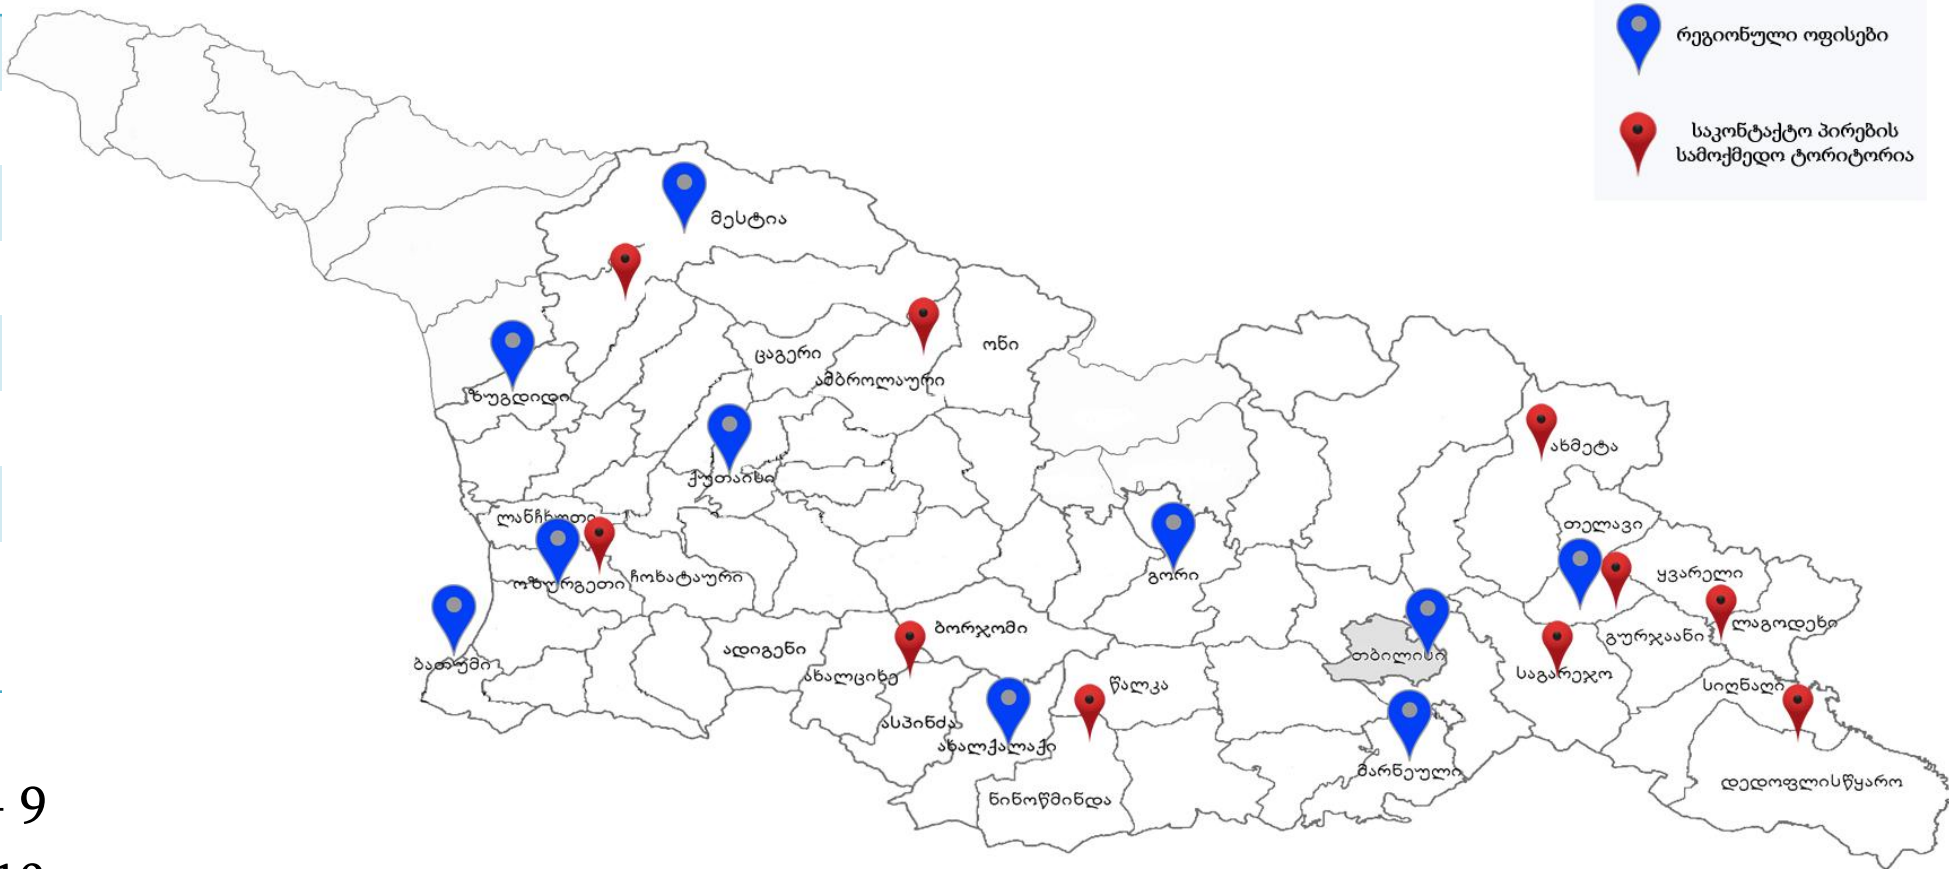 რეგიონული ოფისები
საკონტაქტო პირების
სამოქმედო ტორიტორია
მესტია
ონი
ცაგერი
ამბროლაური
ზუგდიდი
ახმეტა
ქუთაისი
ლანჩხუთი
თელავი
ოზურგეთი
ჩოხატაური
გორი
ყვარელი
ბორჯომი
ლაგოდეხი
გურჯაანი
ბათუმი
ადიგენი
თბილისი
ახალციხე
საგარეჯო
წალკა
სიღნაღი
ასპინძა
ახალქალაქი
მარნეული
დედოფლისწყარო
ნინოწმინდა
9